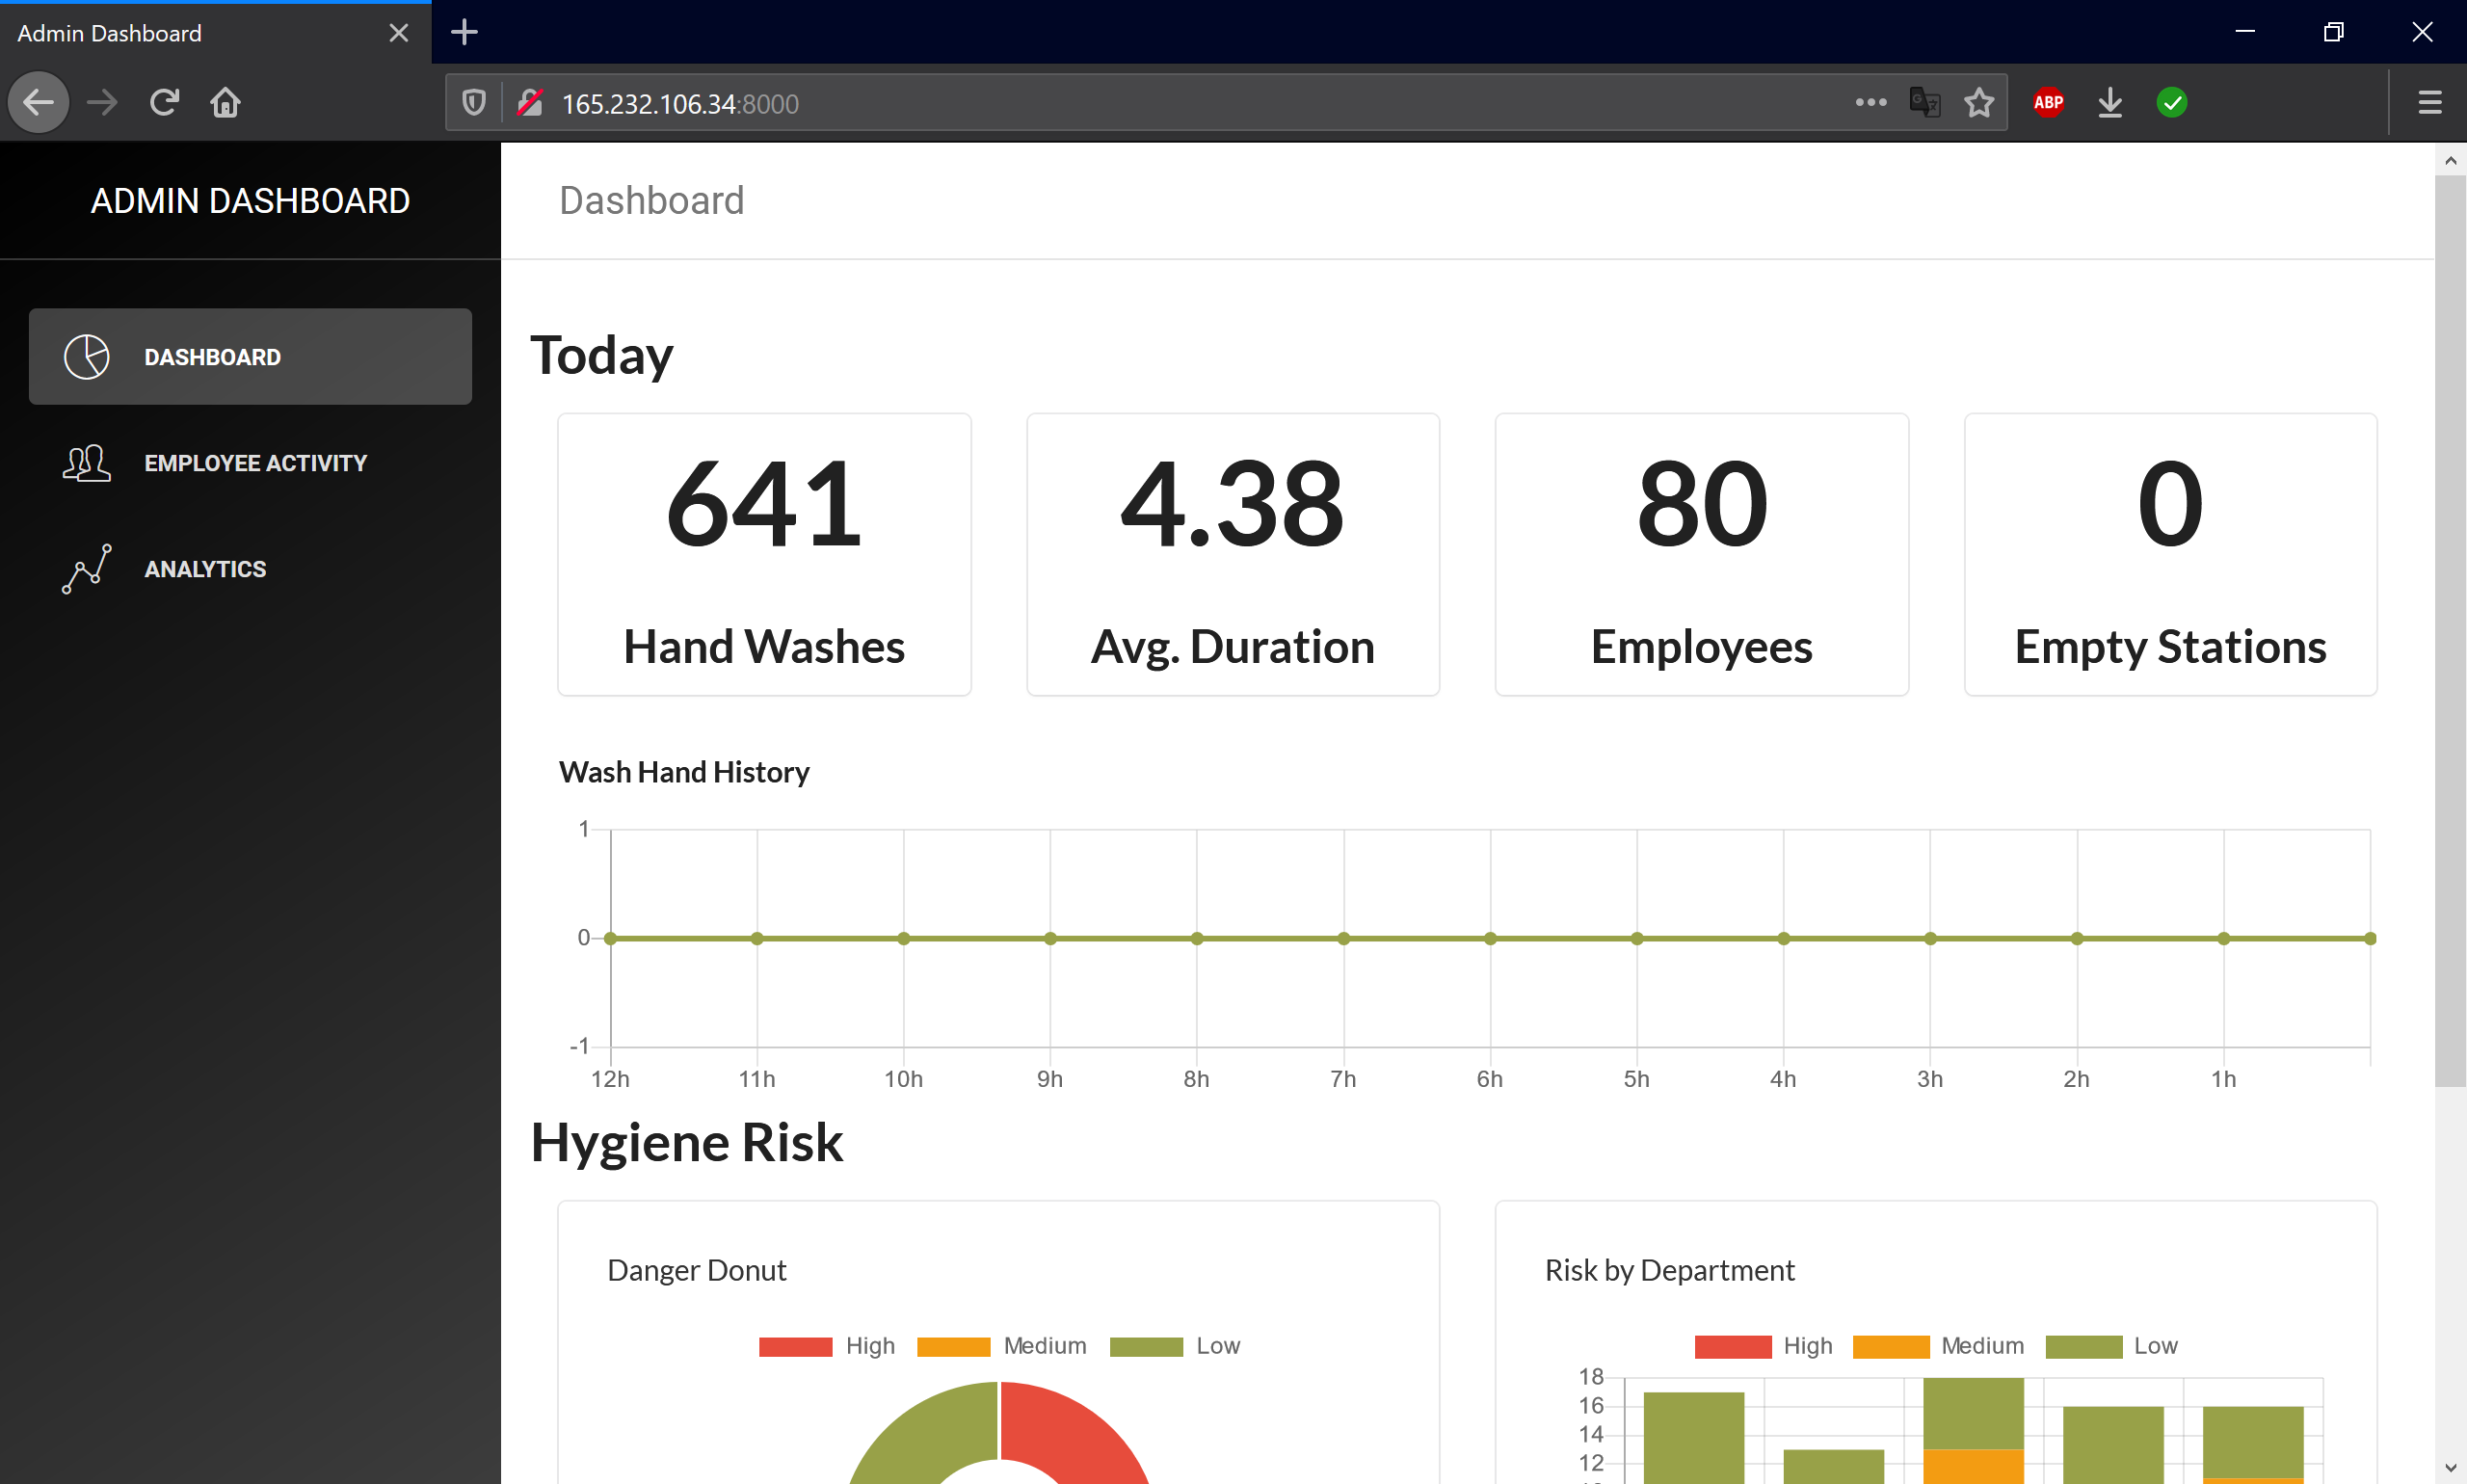 Admin Dashboard
165.232.106.34:8000
ABP
ADMIN DASHBOARD
Dashboard
DASHBOARD
EMPLOYEE ACTIVITY
ANALYTICS
Today
641
4.38
80
0
Hand Washes
Avg. Duration
Employees
Empty Stations
Wash Hand History
1
0
-1
12h 11h 10h 9h 8h 7h 6h 5h 4h 3h 2h 1h
Hygiene Risk
Danger Donut
High Medium Low
Risk by Department
High Medium Low
18
16
14
12